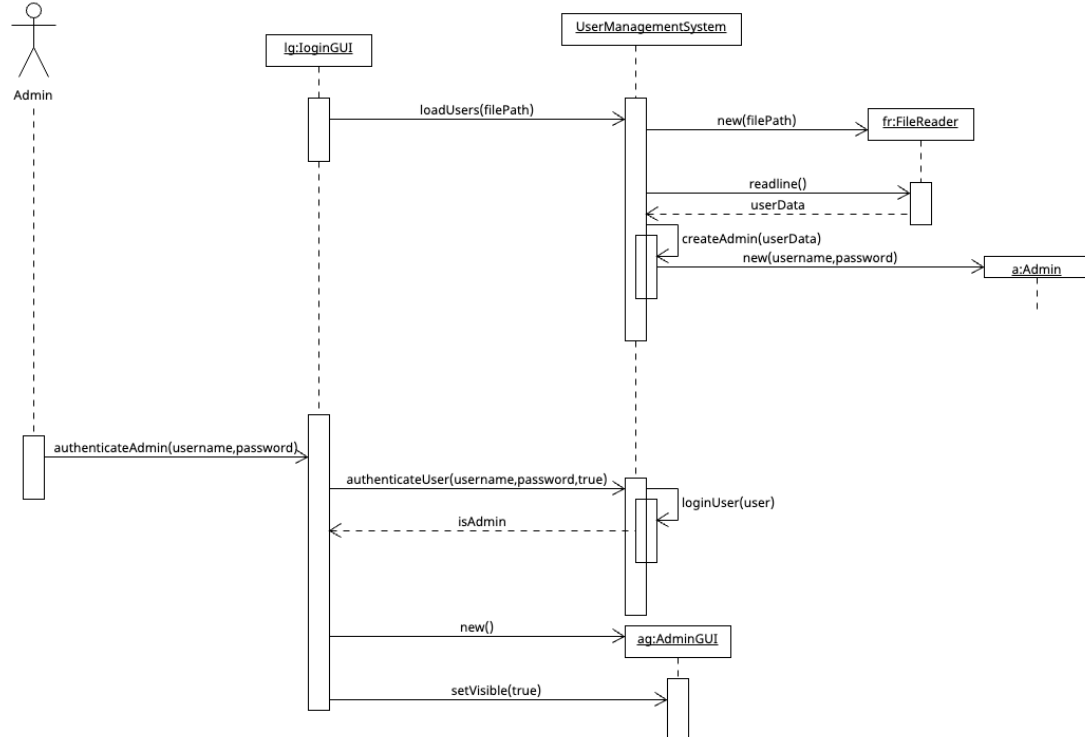 UserManagementSystem
lg:loginGUI
Admin
loadUsers(filePath)
new(filePath)
fr:FileReader
readline()
userData
createAdmin(userData)
new(username,password)
a:Admin
authenticateAdmin(username,password)
authenticateUser(username,password,true)
loginUser(user)
isAdmin
new()
ag:AdminGUI
setVisible(true)